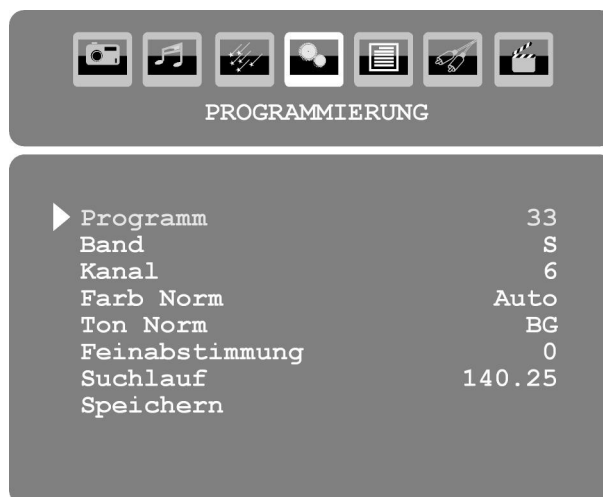 PROGRAMMIERUNG
Programm 33
Band S
Kanal 6
Farb Norm Auto
Ton Norm BG
Feinabstimmung 0
Suchlauf 140.25
Speichern